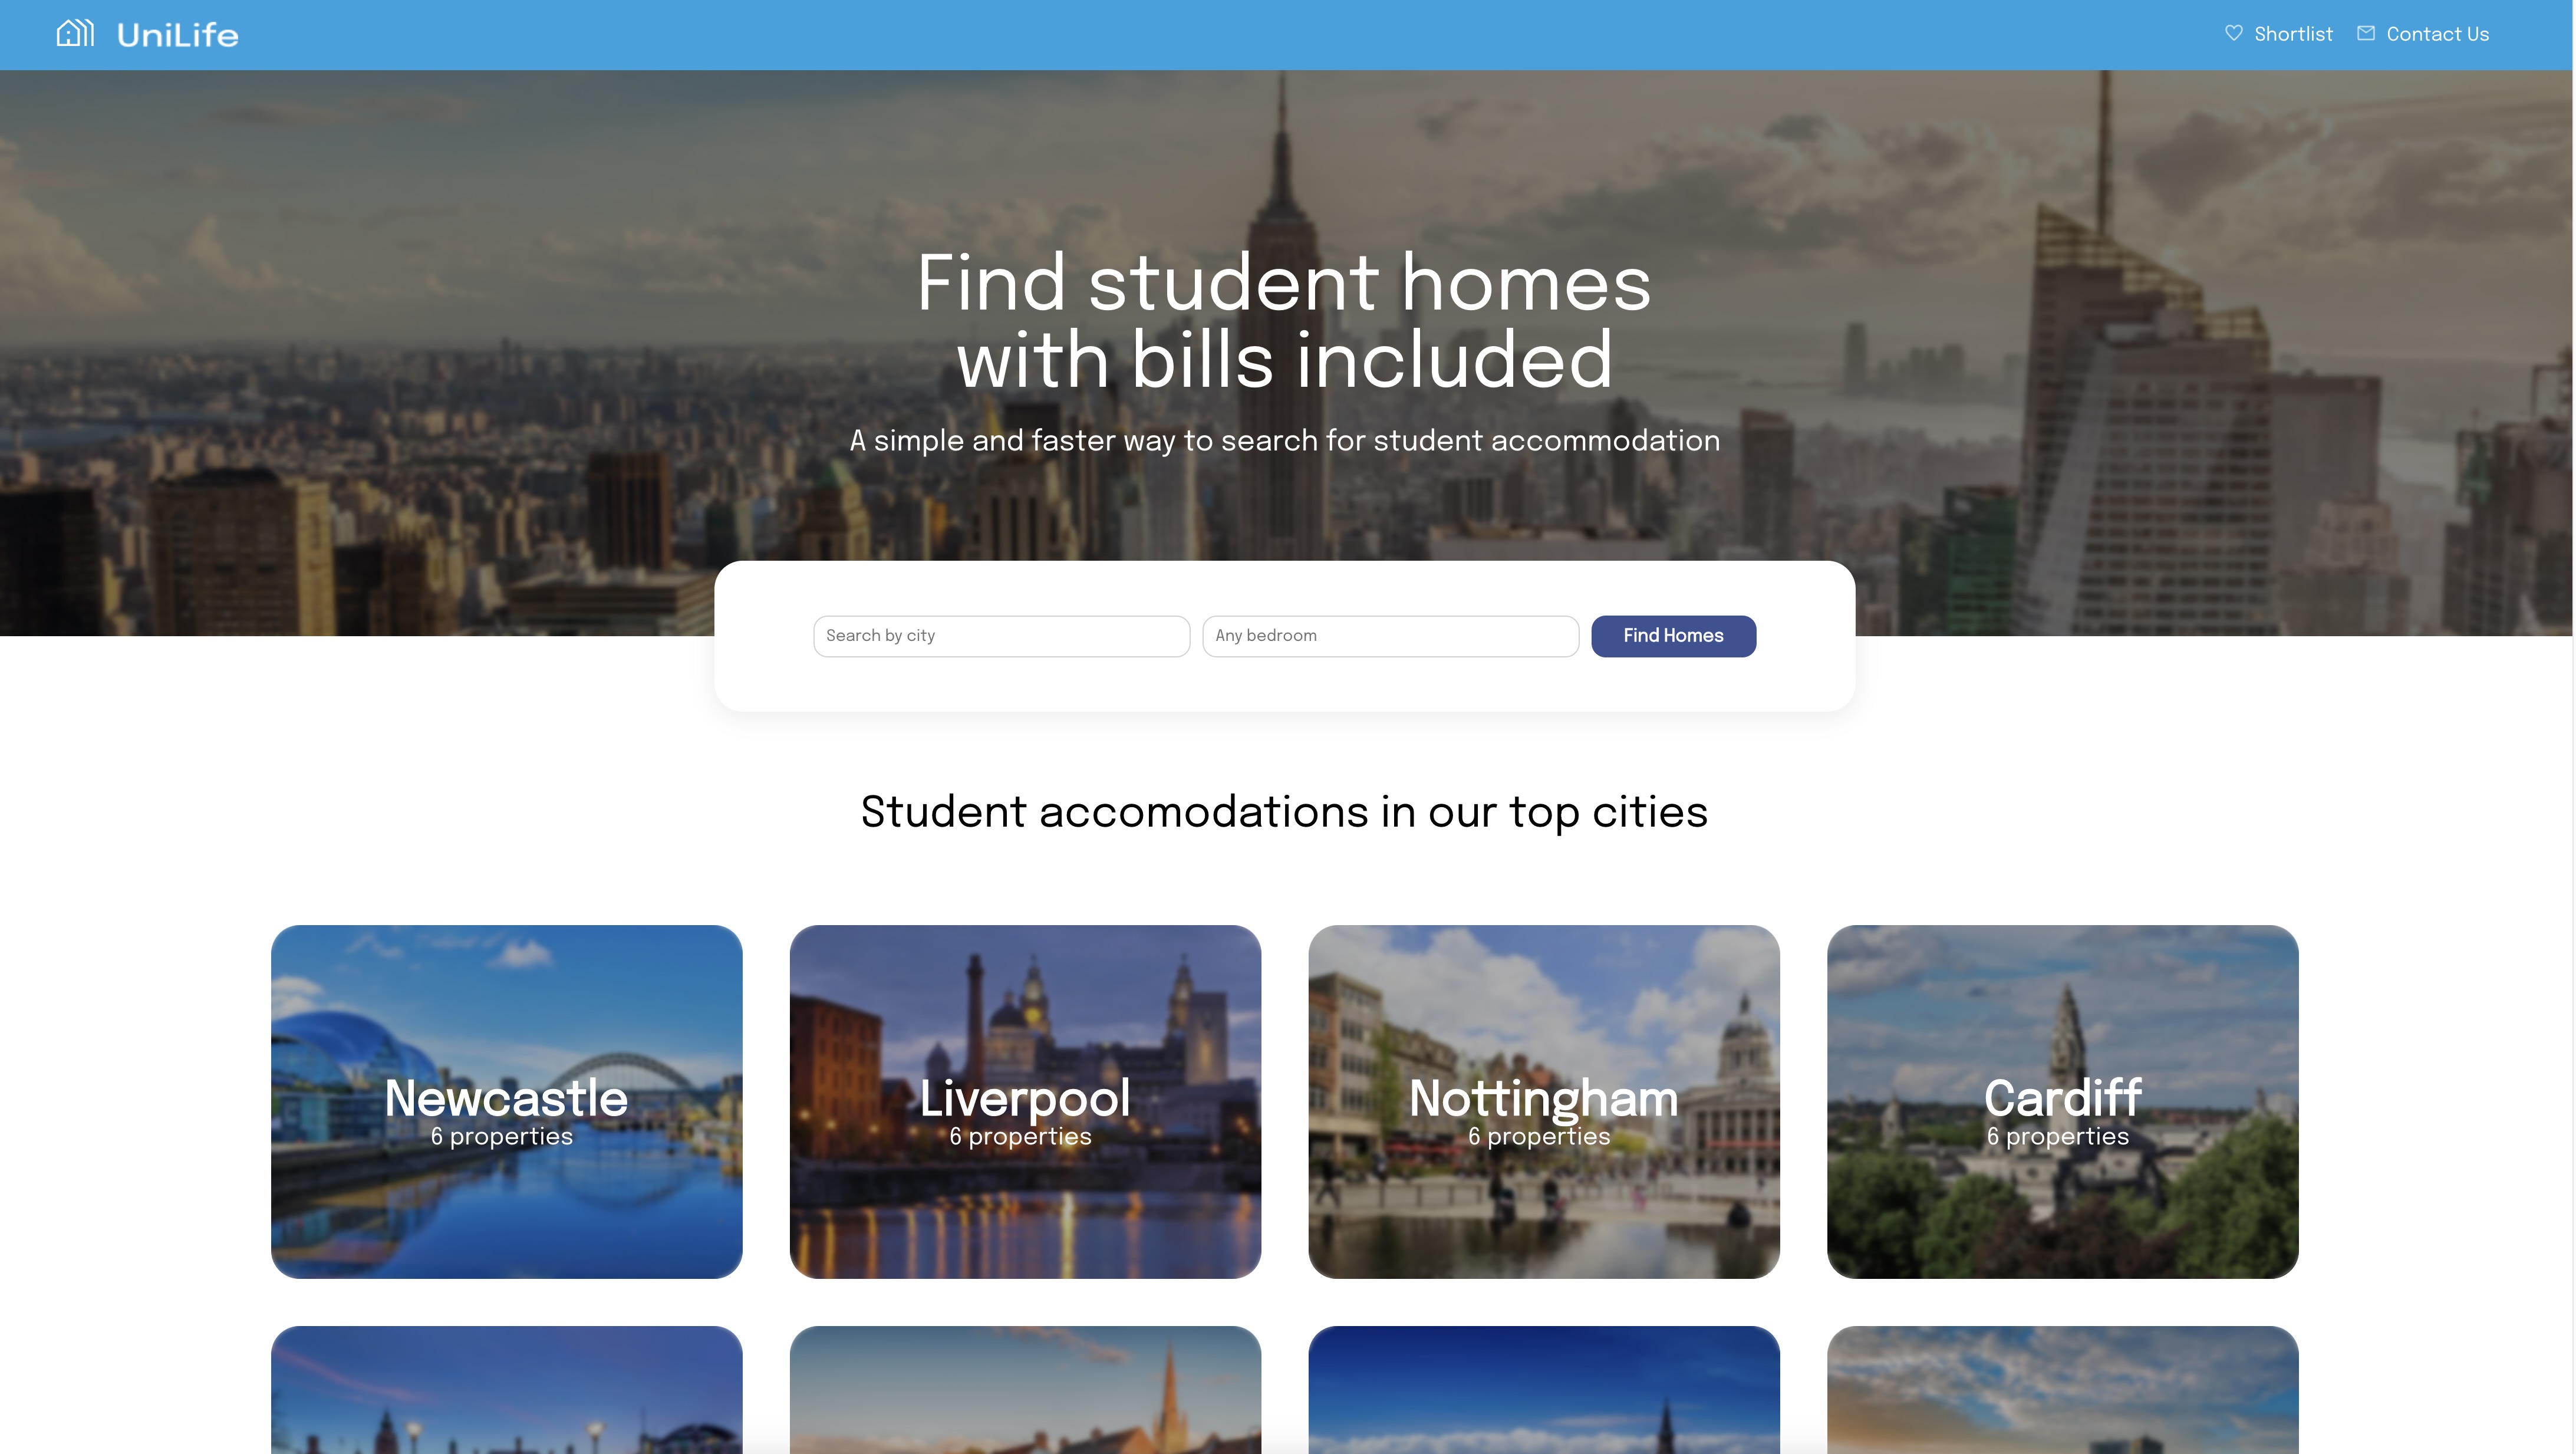 UniLife
Shortlist
Contact Us
Find student homes
with bills included
A simple and faster way to search for student accommodation
Search by city
Any bedroom
Find Homes
Student accomodations in our top cities
Newcastle
6 properties
Liverpool
6 properties
Nottingham
6 properties
Cardiff
6 properties